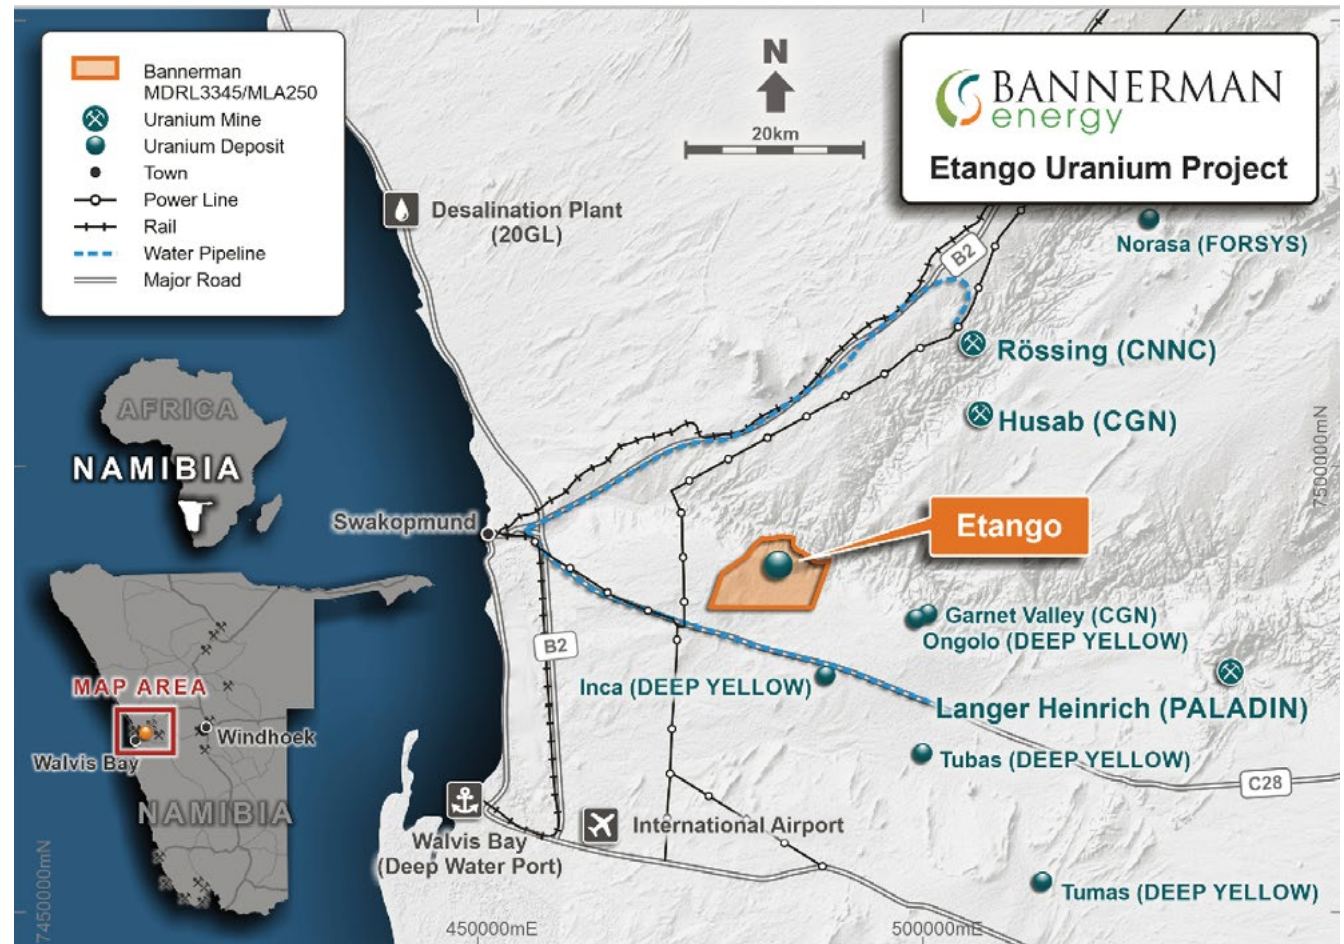 Bannerman
MDRL3345/MLA250
Uranium Mine
Uranium Deposit
Town
Power Line
Rail
Water Pipeline
Major Road
N
20km
BANNERMAN
energy
Etango Uranium Project
Desalination Plant
(20GL)
B2
Norasa (FORSYS)
Rössing (CNNC)
Husab (CGN)
7500000mN
AFRICA
NAMIBIA
Swakopmund
Etango
Garnet Valley (CGN)
Ongolo (DEEP YELLOW)
B2
Inca (DEEP YELLOW)
Langer Heinrich (PALADIN)
MAP AREA
Windhoek
Walvis Bay
NAMIBIA
Tubas (DEEP YELLOW)
C28
Walvis Bay
(Deep Water Port)
International Airport
Tumas (DEEP YELLOW)
7450000mN
450000mE
500000mE